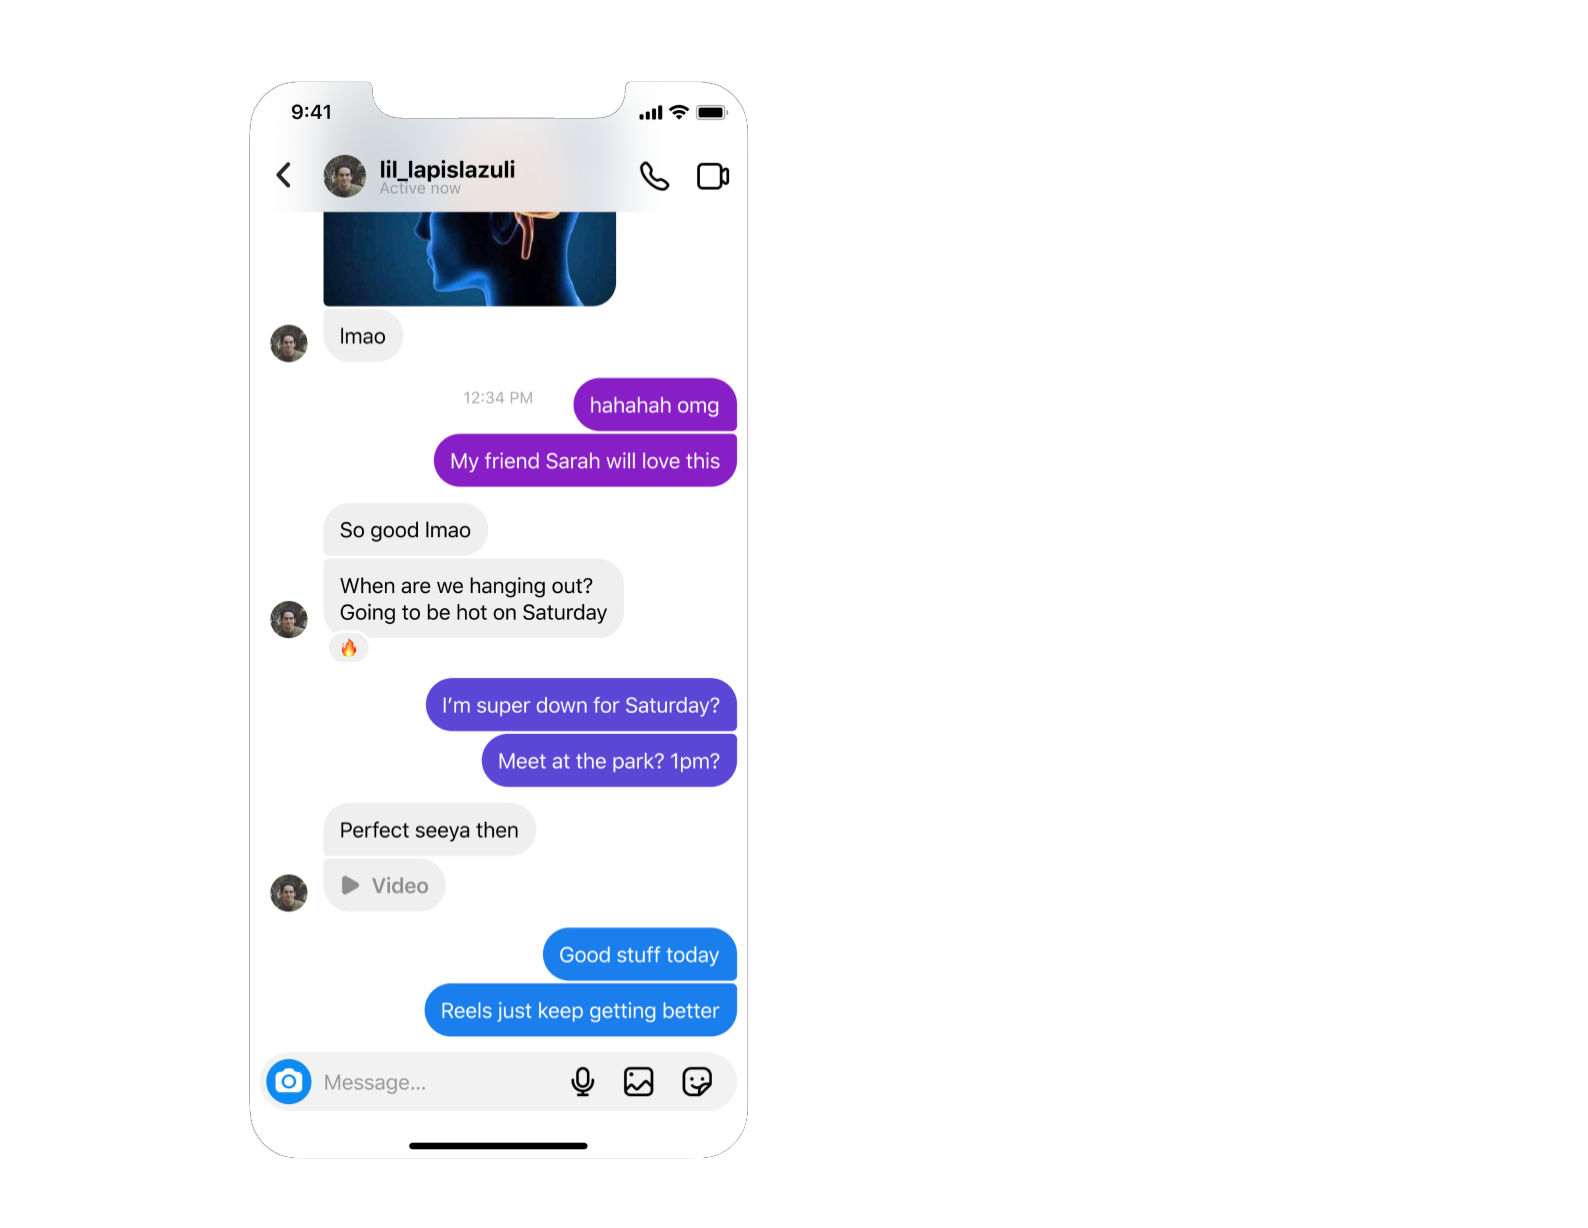 9:41
lil_lapislazuli
Active now
lmao
12:34 PM
hahahah omg
My friend Sarah will love this
So good lmao
When are we hanging out?
Going to be hot on Saturday
🔥
I’m super down for Saturday?
Meet at the park? 1pm?
Perfect seeya then
Video
Good stuff today
Reels just keep getting better
Message...